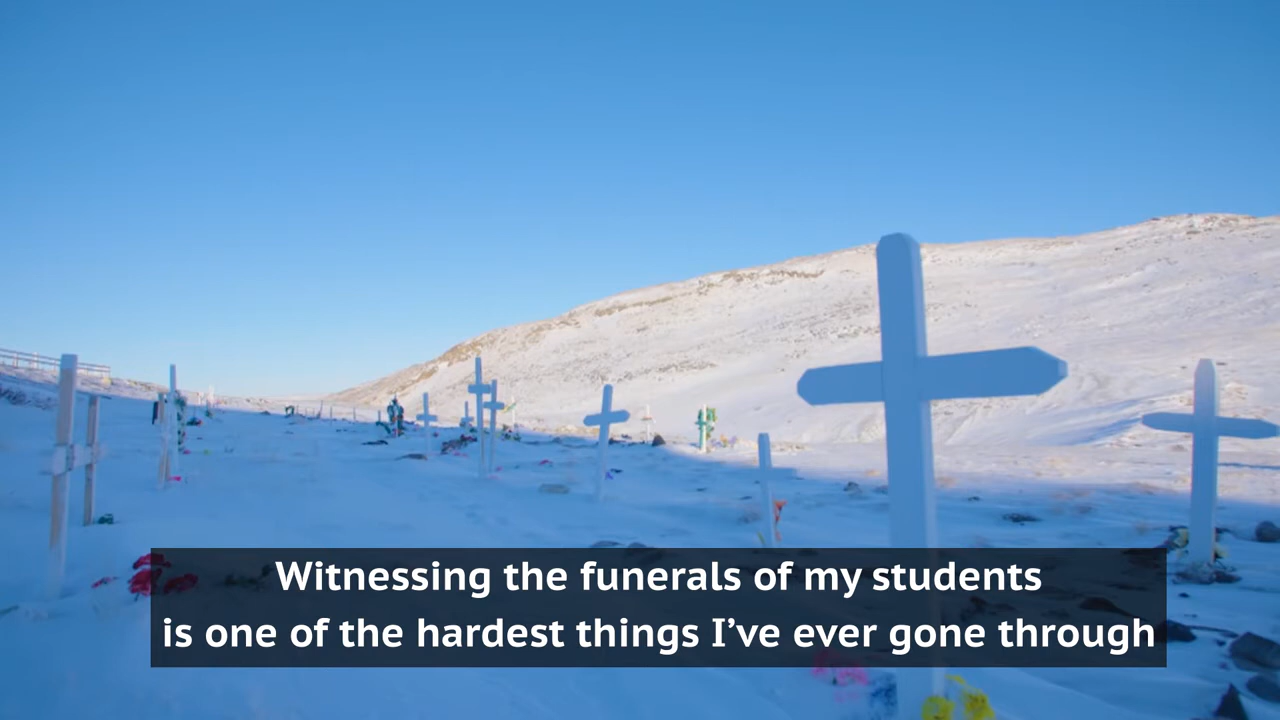 Witnessing the funerals of my students
is one of the hardest things I’ve ever gone through